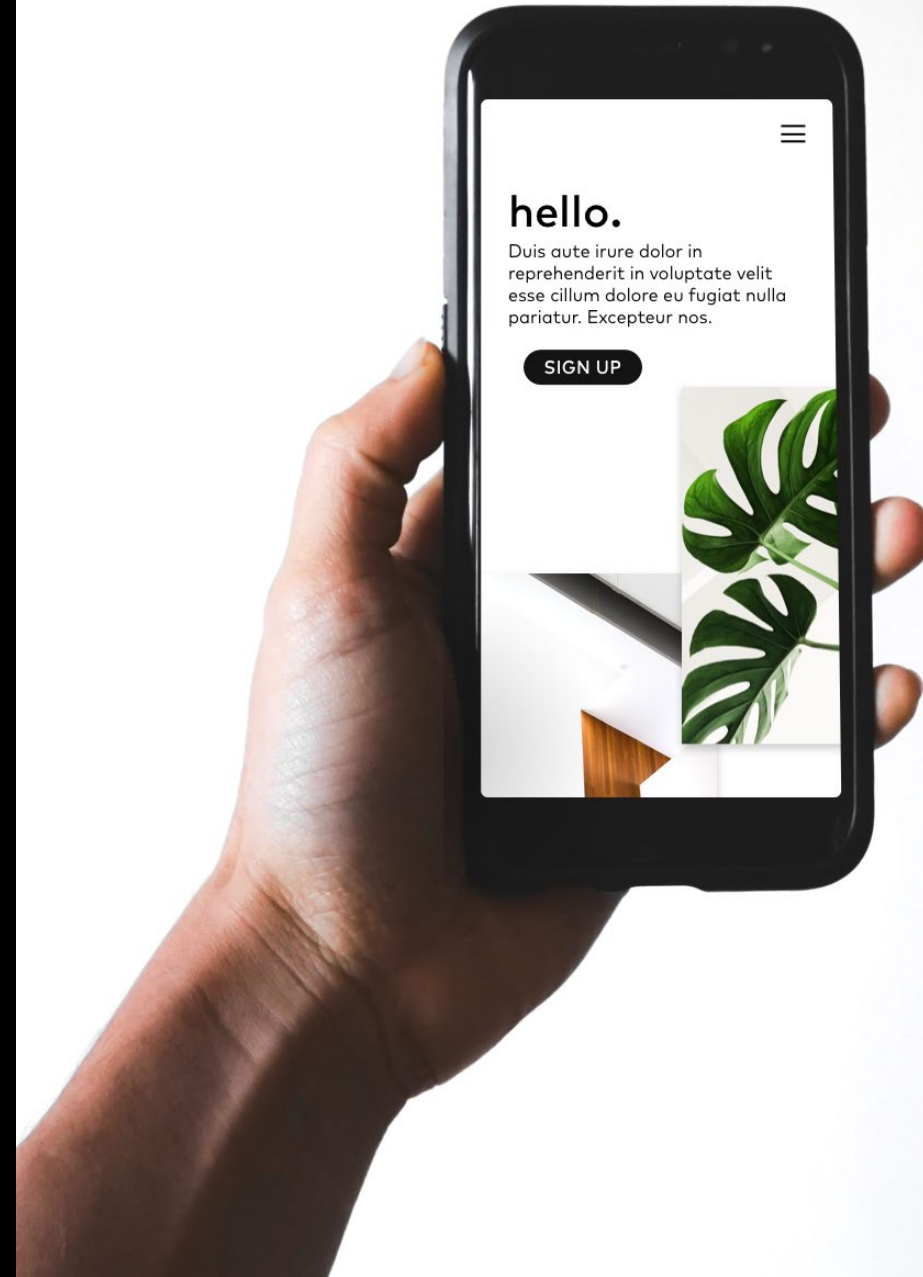 hello.
Duis aute irure dolor in
reprehenderit in voluptate velit
esse cillum dolore eu fugiat nulla
pariatur. Excepteur nos.
SIGN UP